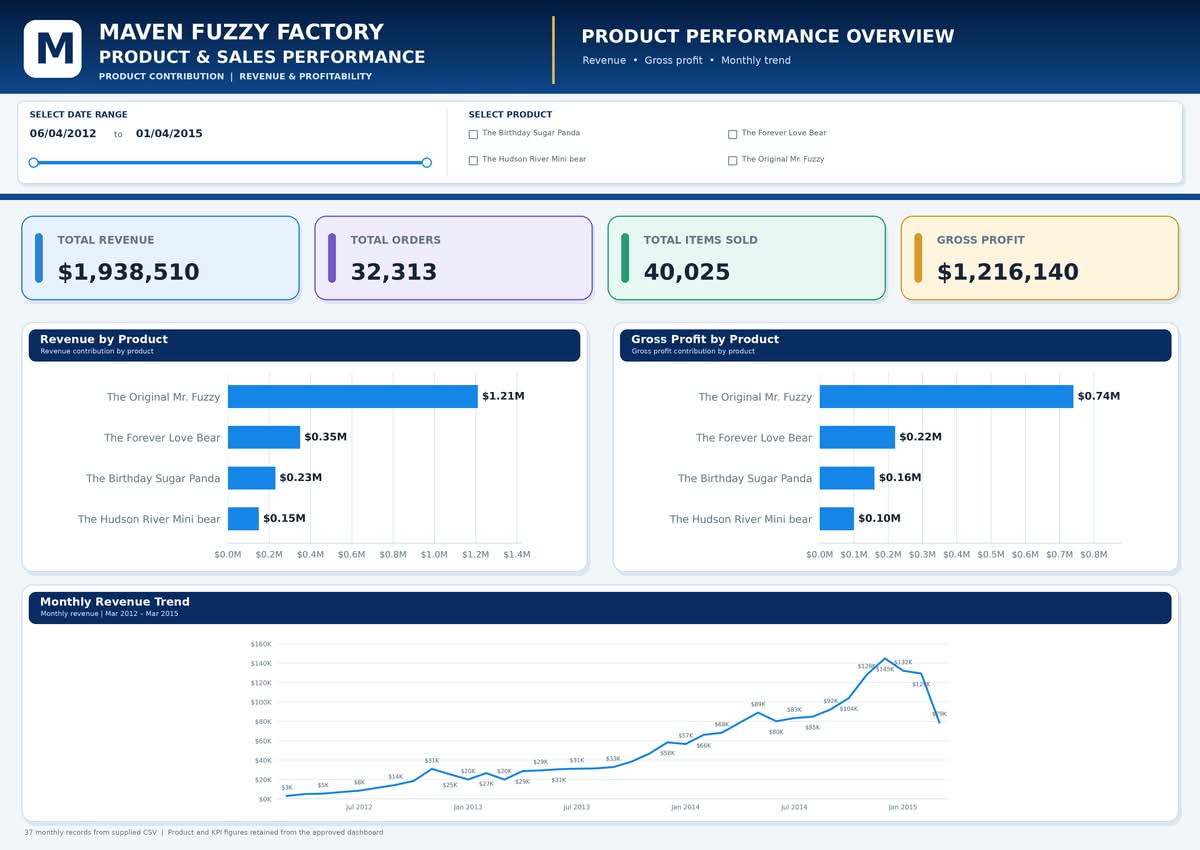 M
MAVEN FUZZY FACTORY
PRODUCT & SALES PERFORMANCE
PRODUCT CONTRIBUTION | REVENUE & PROFITABILITY
PRODUCT PERFORMANCE OVERVIEW
Revenue • Gross profit • Monthly trend
SELECT DATE RANGE
06/04/2012 to 01/04/2015
SELECT PRODUCT
The Birthday Sugar Panda
The Forever Love Bear
The Hudson River Mini bear
The Original Mr. Fuzzy
TOTAL REVENUE
$1,938,510
TOTAL ORDERS
32,313
TOTAL ITEMS SOLD
40,025
GROSS PROFIT
$1,216,140
Revenue by Product
Revenue contribution by product
The Original Mr. Fuzzy $1.21M
The Forever Love Bear $0.35M
The Birthday Sugar Panda $0.23M
The Hudson River Mini bear $0.15M
$0.0M $0.2M $0.4M $0.6M $0.8M $1.0M $1.2M $1.4M
Gross Profit by Product
Gross profit contribution by product
The Original Mr. Fuzzy $0.74M
The Forever Love Bear $0.22M
The Birthday Sugar Panda $0.16M
The Hudson River Mini bear $0.10M
$0.0M $0.1M $0.2M $0.3M $0.4M $0.5M $0.6M $0.7M $0.8M
Monthly Revenue Trend
Monthly revenue | Mar 2012 – Mar 2015
$160K
$140K
$120K
$100K
$80K
$60K
$40K
$20K
$0K
$3K
$5K
$8K
$14K
$31K
$25K
$20K
$27K
$20K
$29K
$29K
$31K
$31K
$33K
$58K
$57K
$66K
$68K
$89K
$80K
$83K
$85K
$92K
$104K
$145K
$132K
Jul 2012 Jan 2013 Jul 2013 Jan 2014 Jul 2014 Jan 2015
37 monthly records from supplied CSV | Product and KPI figures retained from the approved dashboard